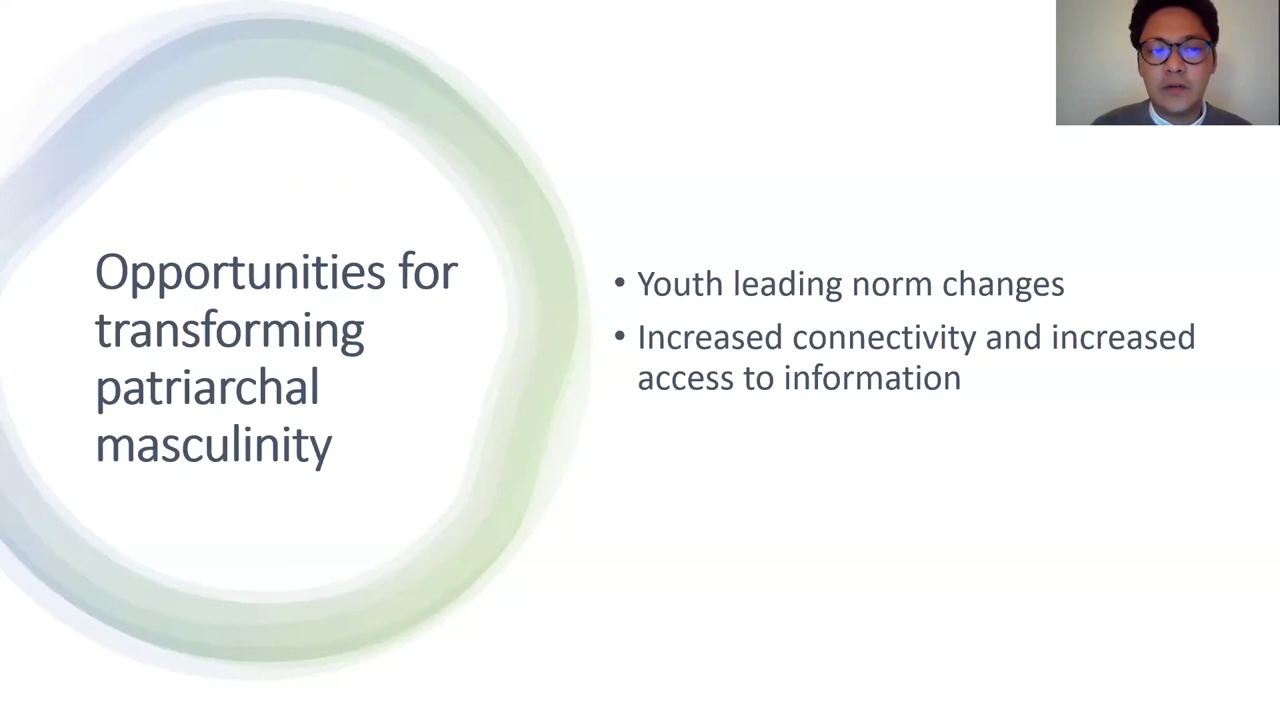 Opportunities for
transforming
patriarchal
masculinity
• Youth leading norm changes
• Increased connectivity and increased
access to information